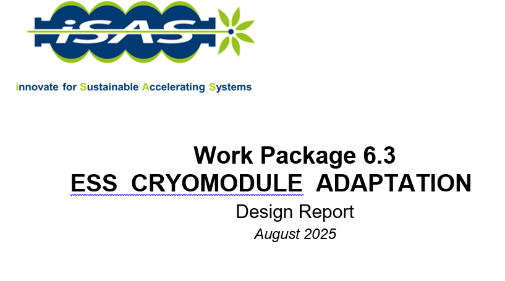 iSAS
innovate for Sustainable Accelerating Systems
Work Package 6.3
ESS CRYOMODULE ADAPTATION
Design Report
August 2025